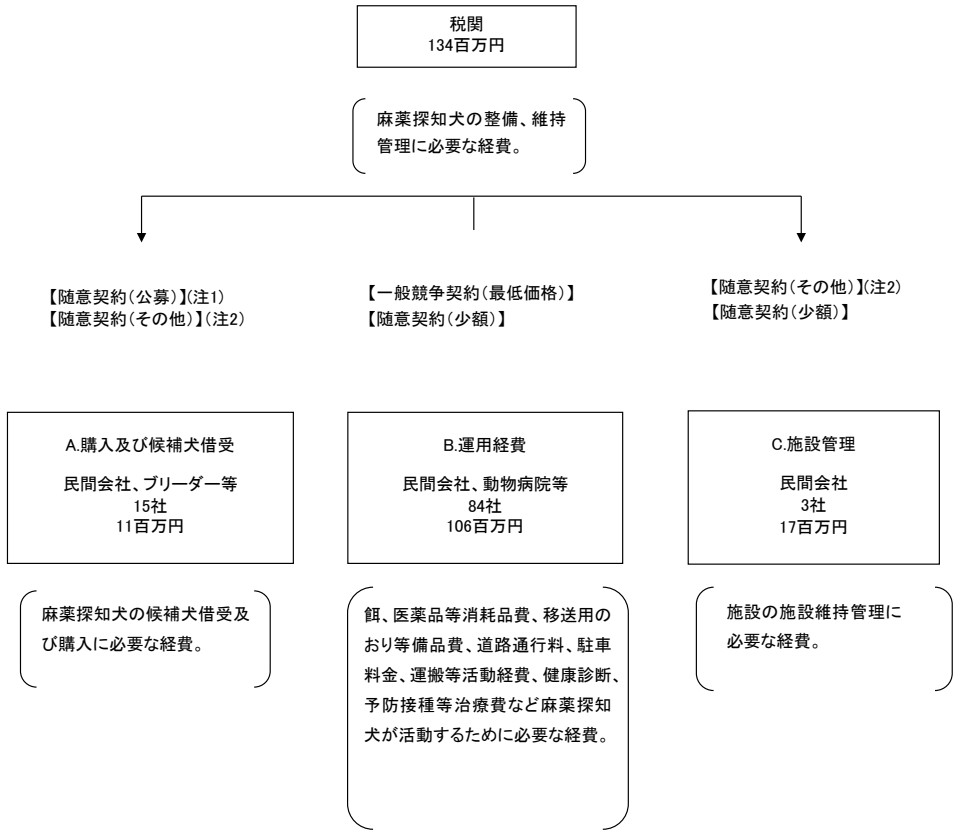 税関
134百万円
麻薬探知犬の整備、維持
管理に必要な経費。
【随意契約(公募)】(注1)
【随意契約(その他)】(注2)
【一般競争契約(最低価格)】
【随意契約(少額)】
【随意契約(その他)】(注2)
【随意契約(少額)】
A.購入及び候補犬借受
民間会社、ブリーダー等
15社
11百万円
B.運用経費
民間会社、動物病院等
84社
106百万円
C.施設管理
民間会社
3社
17百万円
麻薬探知犬の候補犬借受及
び購入に必要な経費。
餌、医薬品等消耗品費、移送用の
おり等備品費、道路通行料、駐車
料金、運搬等活動経費、健康診断、
予防接種等治療費など麻薬探知
犬が活動するために必要な経費。
施設の施設維持管理に
必要な経費。